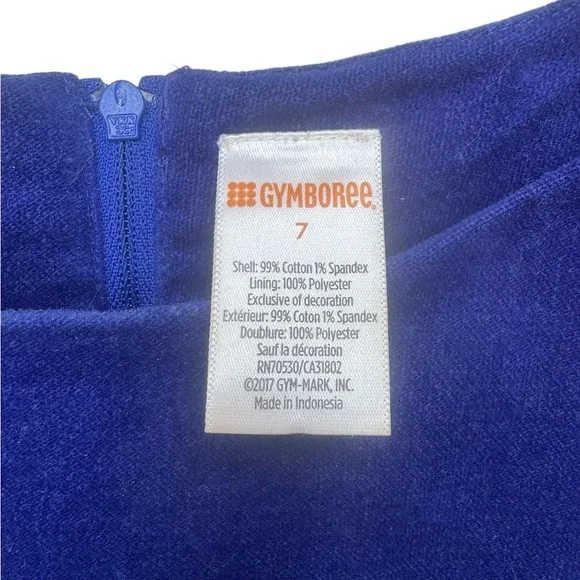 YKK
GYMBOREE
7
Shell: 99% Cotton 1% Spandex
Lining: 100% Polyester
Exclusive of decoration
Extérieur: 99% Coton 1% Spandex
Doublure: 100% Polyester
Sauf la décoration
RN70530/CA31802
©2017 GYM-MARK, INC.
Made in Indonesia